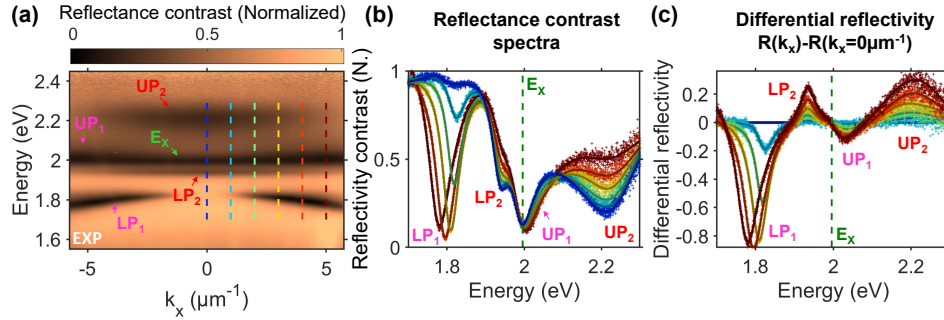 (a)
Reflectance contrast (Normalized)
0 0.5 1
Energy (eV)
2.4
2.2
2.0
1.8
1.6
UP₂
UP₁
Eₓ
LP₂
LP₁
EXP
-5 0 5
kₓ (μm⁻¹)
(b)
Reflectance contrast
spectra
Reflectivity contrast (N.)
1
0.5
0
Eₓ
LP₂
LP₁
UP₁
UP₂
1.8 2 2.2
Energy (eV)
(c)
Differential reflectivity
R(kₓ)-R(kₓ=0μm⁻¹)
Differential reflectivity
0.2
0
-0.2
-0.4
-0.6
-0.8
LP₂
UP₁
UP₂
LP₁
Eₓ
1.8 2 2.2
Energy (eV)